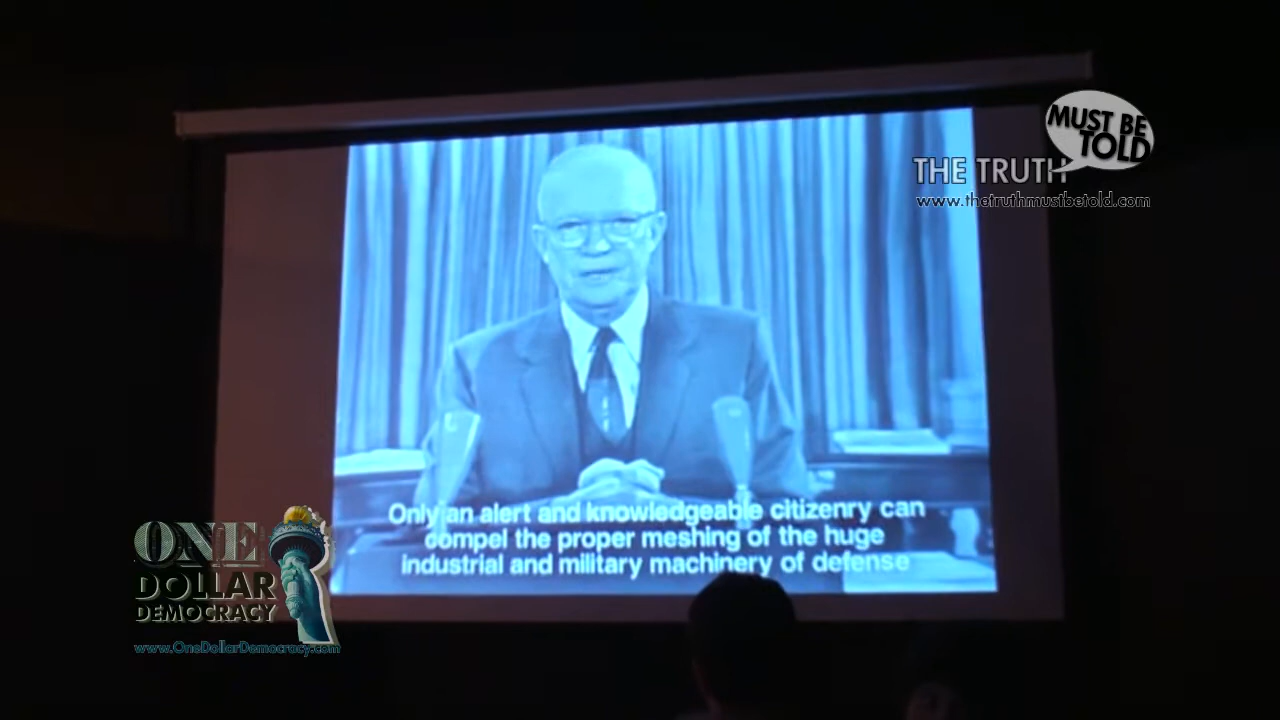 MUST BE
TOLD
THE TRUTH
www.thetruthmustbetold.com
Only an alert and knowledgeable citizenry can
compel the proper meshing of the huge
industrial and military machinery of defense
ONE
DOLLAR
DEMOCRACY
www.OneDollarDemocracy.com